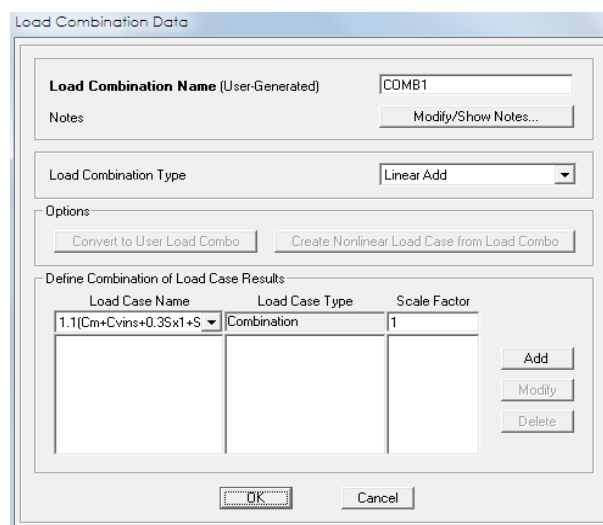 Load Combination Data
Load Combination Name (User-Generated) COMB1
Notes Modify/Show Notes...
Load Combination Type Linear Add
Options
Convert to User Load Combo Create Nonlinear Load Case from Load Combo
Define Combination of Load Case Results
Load Case Name Load Case Type Scale Factor
1.1(Cm+Cvins+0.3Sx1+S Combination 1
Add
Modify
Delete
OK Cancel